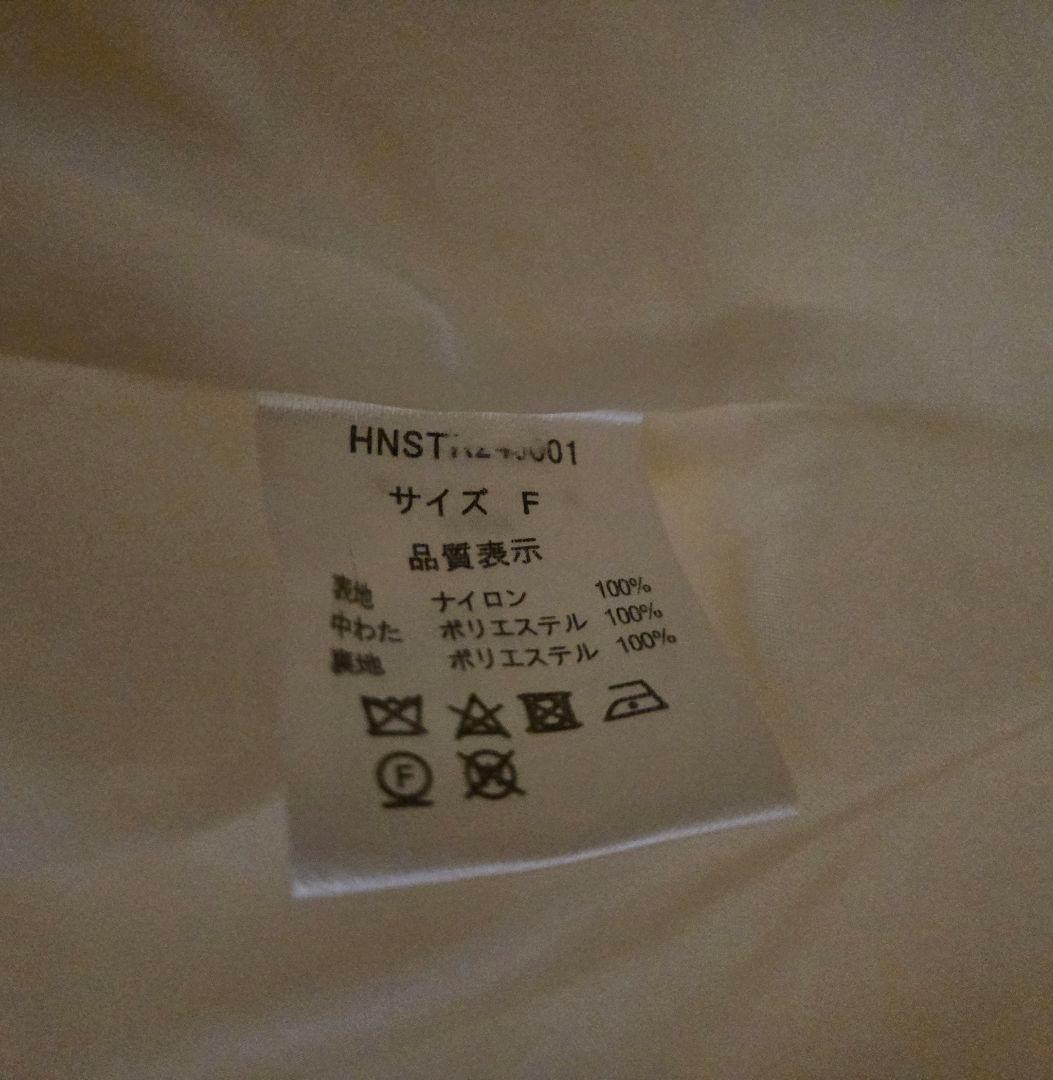 サイズ F
品質表示
表地 ナイロン 100%
中わた ポリエステル 100%
裏地 ポリエステル 100%
F
W